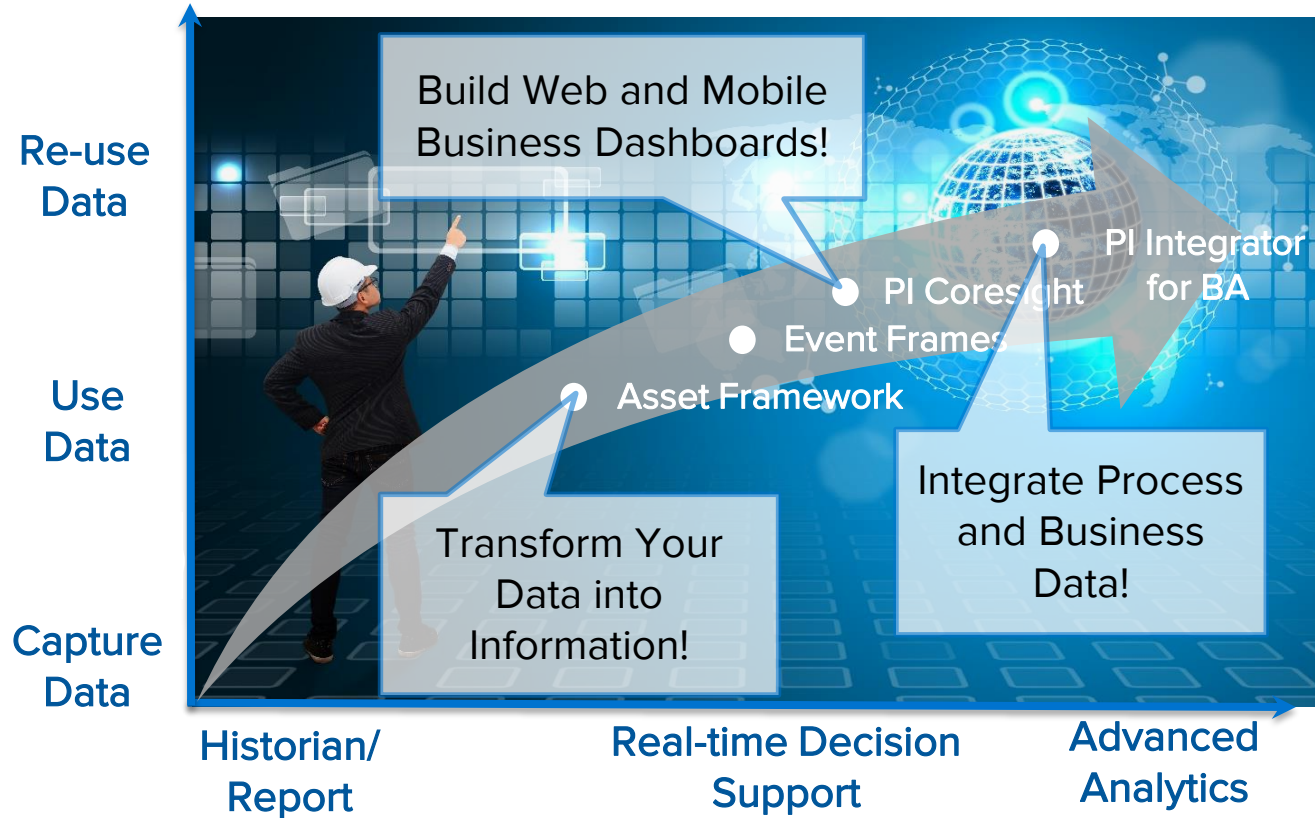 Build Web and Mobile
Business Dashboards!
Re-use
Data
PI Integrator
for BA
PI Coresight
Event Frames
Use
Data
Asset Framework
Integrate Process
and Business
Data!
Transform Your
Data into
Information!
Capture
Data
Historian/
Report
Real-time Decision
Support
Advanced
Analytics